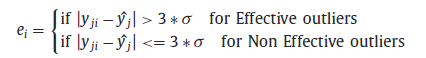 e_i = { if |y_ji − ŷ_j| > 3 * σ for Effective outliers
if |y_ji − ŷ_j| <= 3 * σ for Non Effective outliers